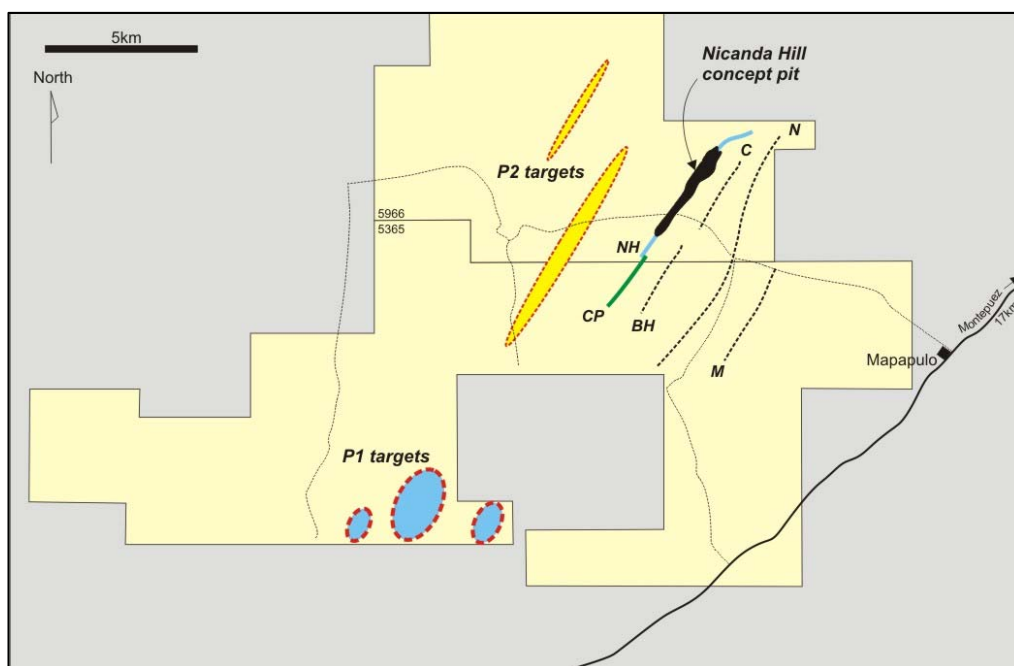 5km
North
Nicanda Hill
concept pit
N
C
P2 targets
5966
5365
NH
CP
BH
M
Montepuez
17km
Mapapulo
P1 targets